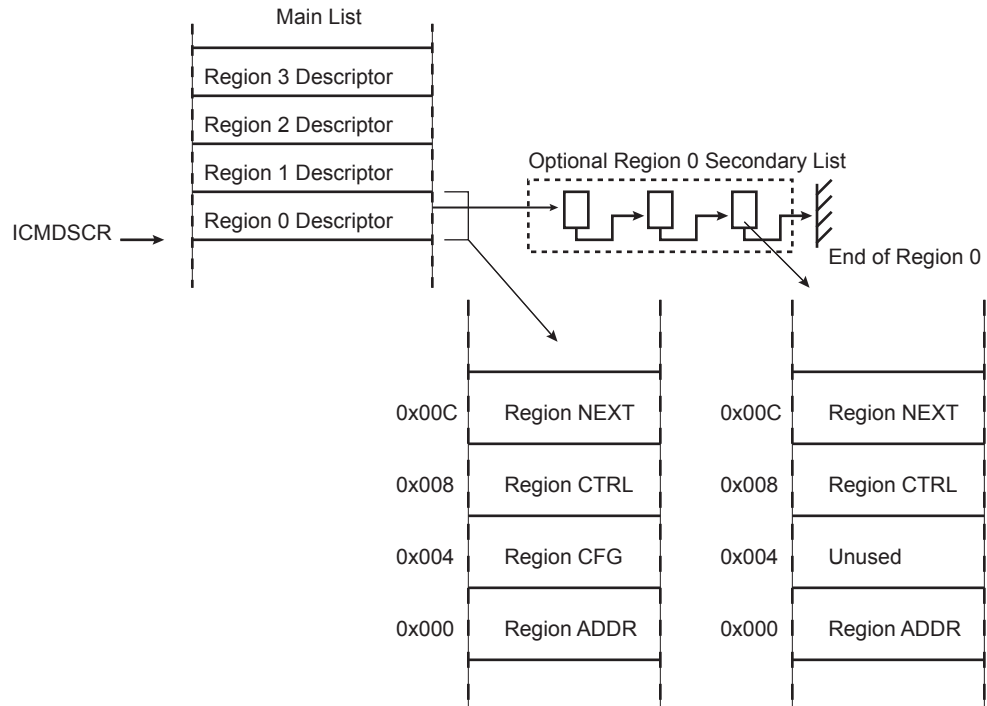 Main List
Region 3 Descriptor
Region 2 Descriptor
Region 1 Descriptor
Region 0 Descriptor
ICMDSCR
Optional Region 0 Secondary List
End of Region 0
0x00C Region NEXT
0x008 Region CTRL
0x004 Region CFG
0x000 Region ADDR
0x00C Region NEXT
0x008 Region CTRL
0x004 Unused
0x000 Region ADDR